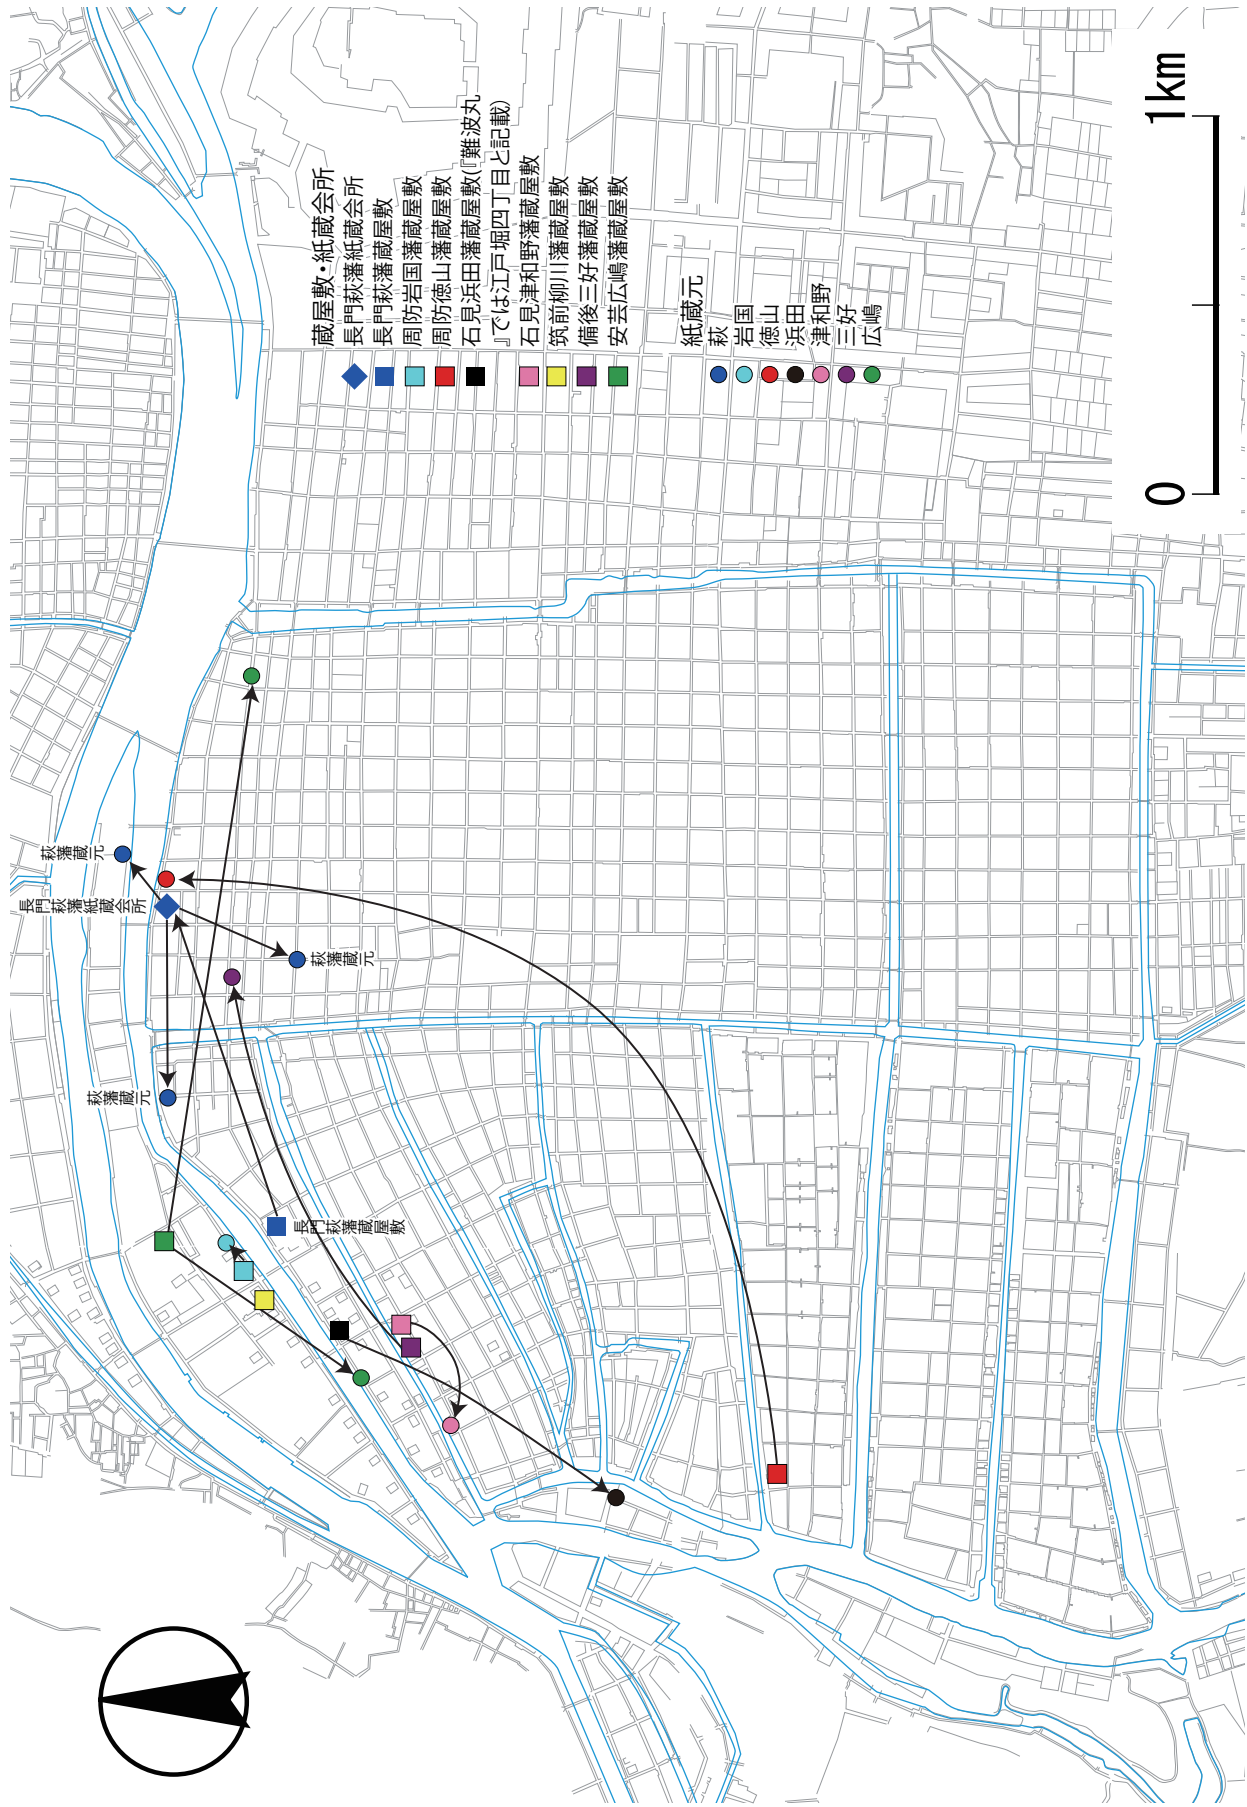 蔵屋敷・紙蔵会所
長門萩藩紙蔵会所
長門萩藩蔵屋敷
周防岩国藩蔵屋敷
周防徳山藩蔵屋敷
石見浜田藩蔵屋敷(『難波丸
』では江戸堀四丁目と記載)
石見津和野藩蔵屋敷
筑前柳川藩蔵屋敷
備後三好藩蔵屋敷
安芸広嶋藩蔵屋敷
紙蔵元
萩
岩国
徳山
浜田
津和野
三好
広嶋
萩藩蔵元
長門萩藩紙蔵会所
萩藩蔵元
萩藩蔵元
長門萩藩蔵屋敷
0
1km